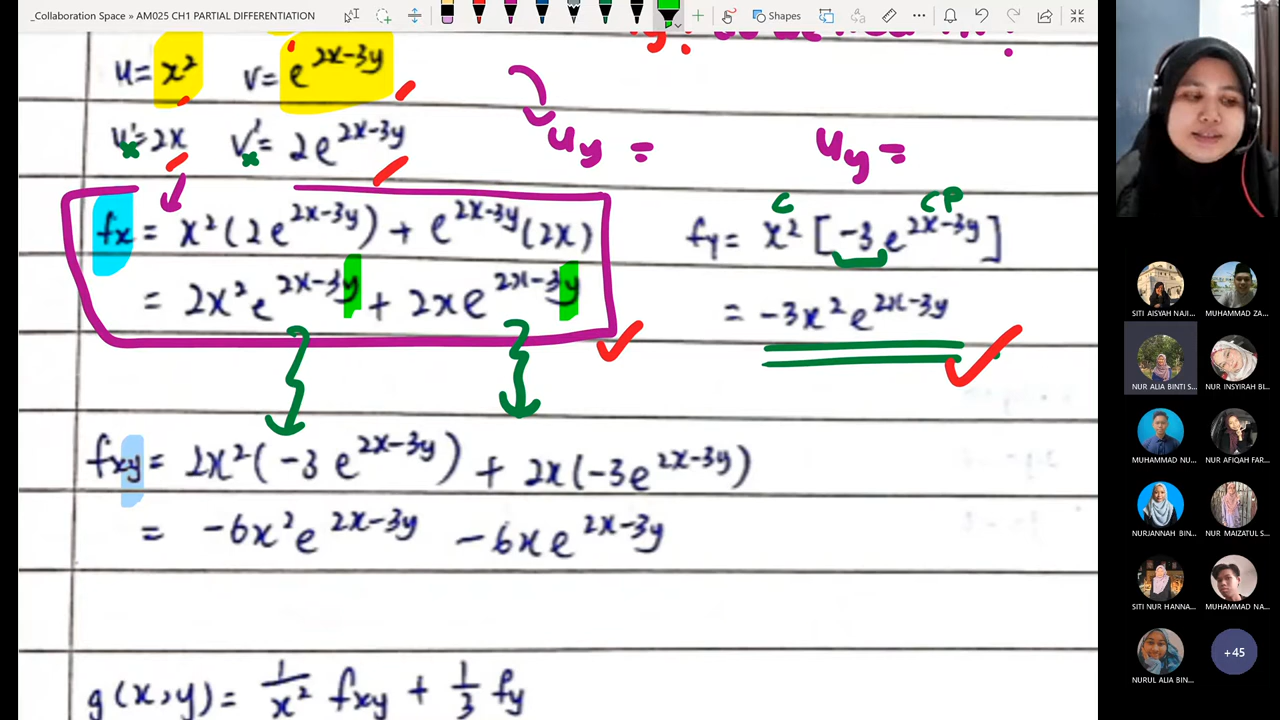 _Collaboration Space » AM025 CH1 PARTIAL DIFFERENTIATION
Shapes
u = x² v = e^(2x-3y)
u' = 2x v' = 2e^(2x-3y)
x x
u_y = u_y =
fx = x²(2e^(2x-3y)) + e^(2x-3y)(2x)
= 2x²e^(2x-3y) + 2xe^(2x-3y)
C CP
fy = x²[-3e^(2x-3y)]
= -3x²e^(2x-3y)
fxy = 2x²(-3e^(2x-3y)) + 2x(-3e^(2x-3y))
= -6x²e^(2x-3y) -6xe^(2x-3y)
g(x,y) = 1/x² fxy + 1/3 fy
SITI AISYAH NAJI...
MUHAMMAD ZA...
NUR ALIA BINTI S...
NUR INSYIRAH BI...
MUHAMMAD NU...
NUR AFIQAH FAR...
NURJANNAH BIN...
NUR MAIZATUL S...
SITI NUR HANNA...
MUHAMMAD NA...
NURUL ALIA BIN...
+45